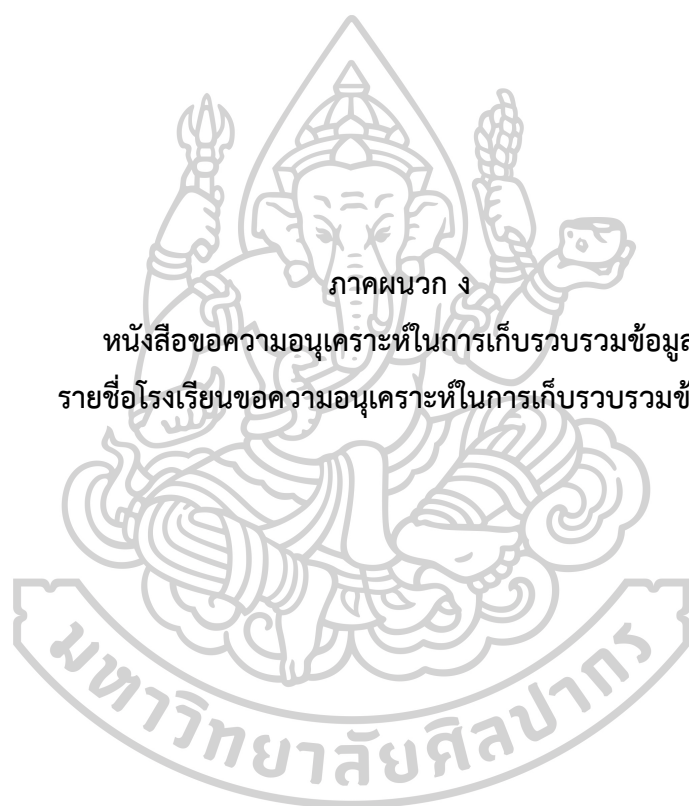 ภาคผนวก ง
หนังสือขอความอนุเคราะห์ในการเก็บรวบรวมข้อมูล
รายชื่อโรงเรียนขอความอนุเคราะห์ในการเก็บรวบรวม
มหาวิทยาลัยศิลปากร